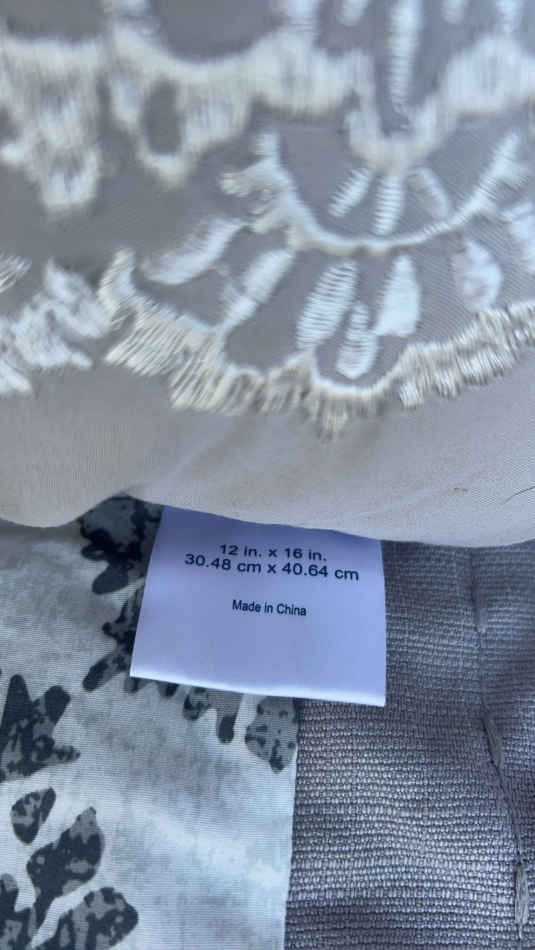 12 in. x 16 in.
30.48 cm x 40.64 cm
Made in China